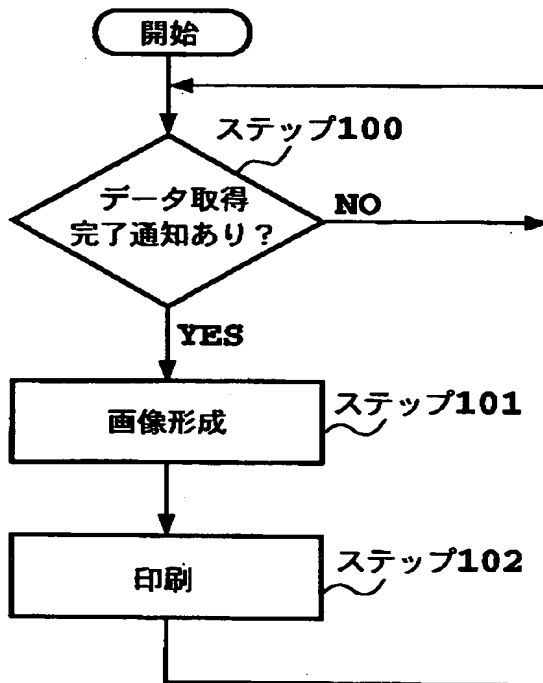 開始
ステップ100
データ取得
完了通知あり？
NO
YES
画像形成
ステップ101
印刷
ステップ102